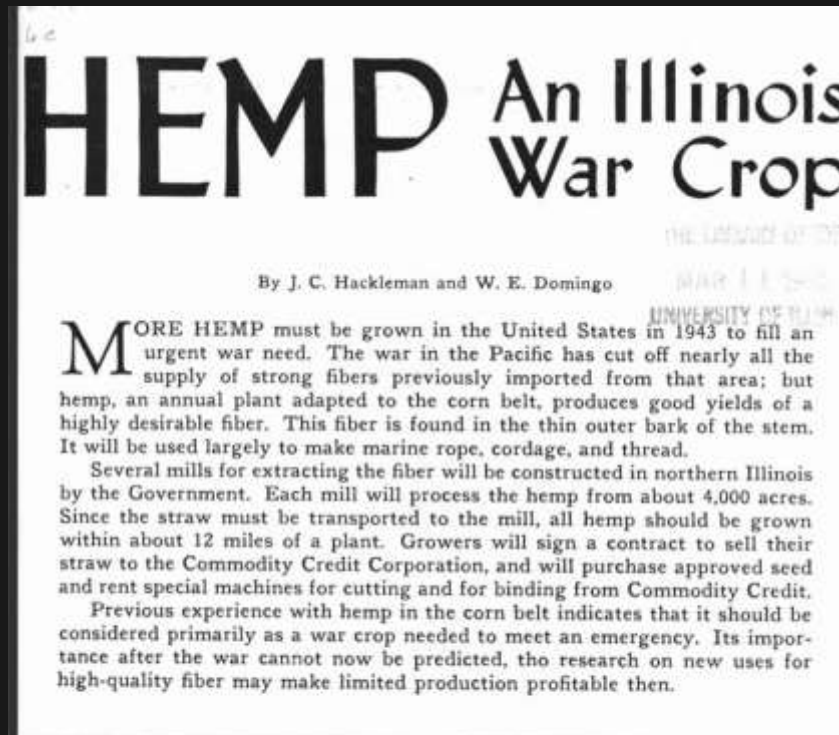 HEMP An Illinois
War Crop
By J. C. Hackleman and W. E. Domingo
UNIVERSITY OF
MORE HEMP must be grown in the United States in 1943 to fill an
urgent war need. The war in the Pacific has cut off nearly all the
supply of strong fibers previously imported from that area; but
hemp, an annual plant adapted to the corn belt, produces good yields of a
highly desirable fiber. This fiber is found in the thin outer bark of the stem.
It will be used largely to make marine rope, cordage, and thread.
Several mills for extracting the fiber will be constructed in northern Illinois
by the Government. Each mill will process the hemp from about 4,000 acres.
Since the straw must be transported to the mill, all hemp should be grown
within about 12 miles of a plant. Growers will sign a contract to sell their
straw to the Commodity Credit Corporation, and will purchase approved seed
and rent special machines for cutting and for binding from Commodity Credit.
Previous experience with hemp in the corn belt indicates that it should be
considered primarily as a war crop needed to meet an emergency. Its impor-
tance after the war cannot now be predicted, tho research on new uses for
high-quality fiber may make limited production profitable then.